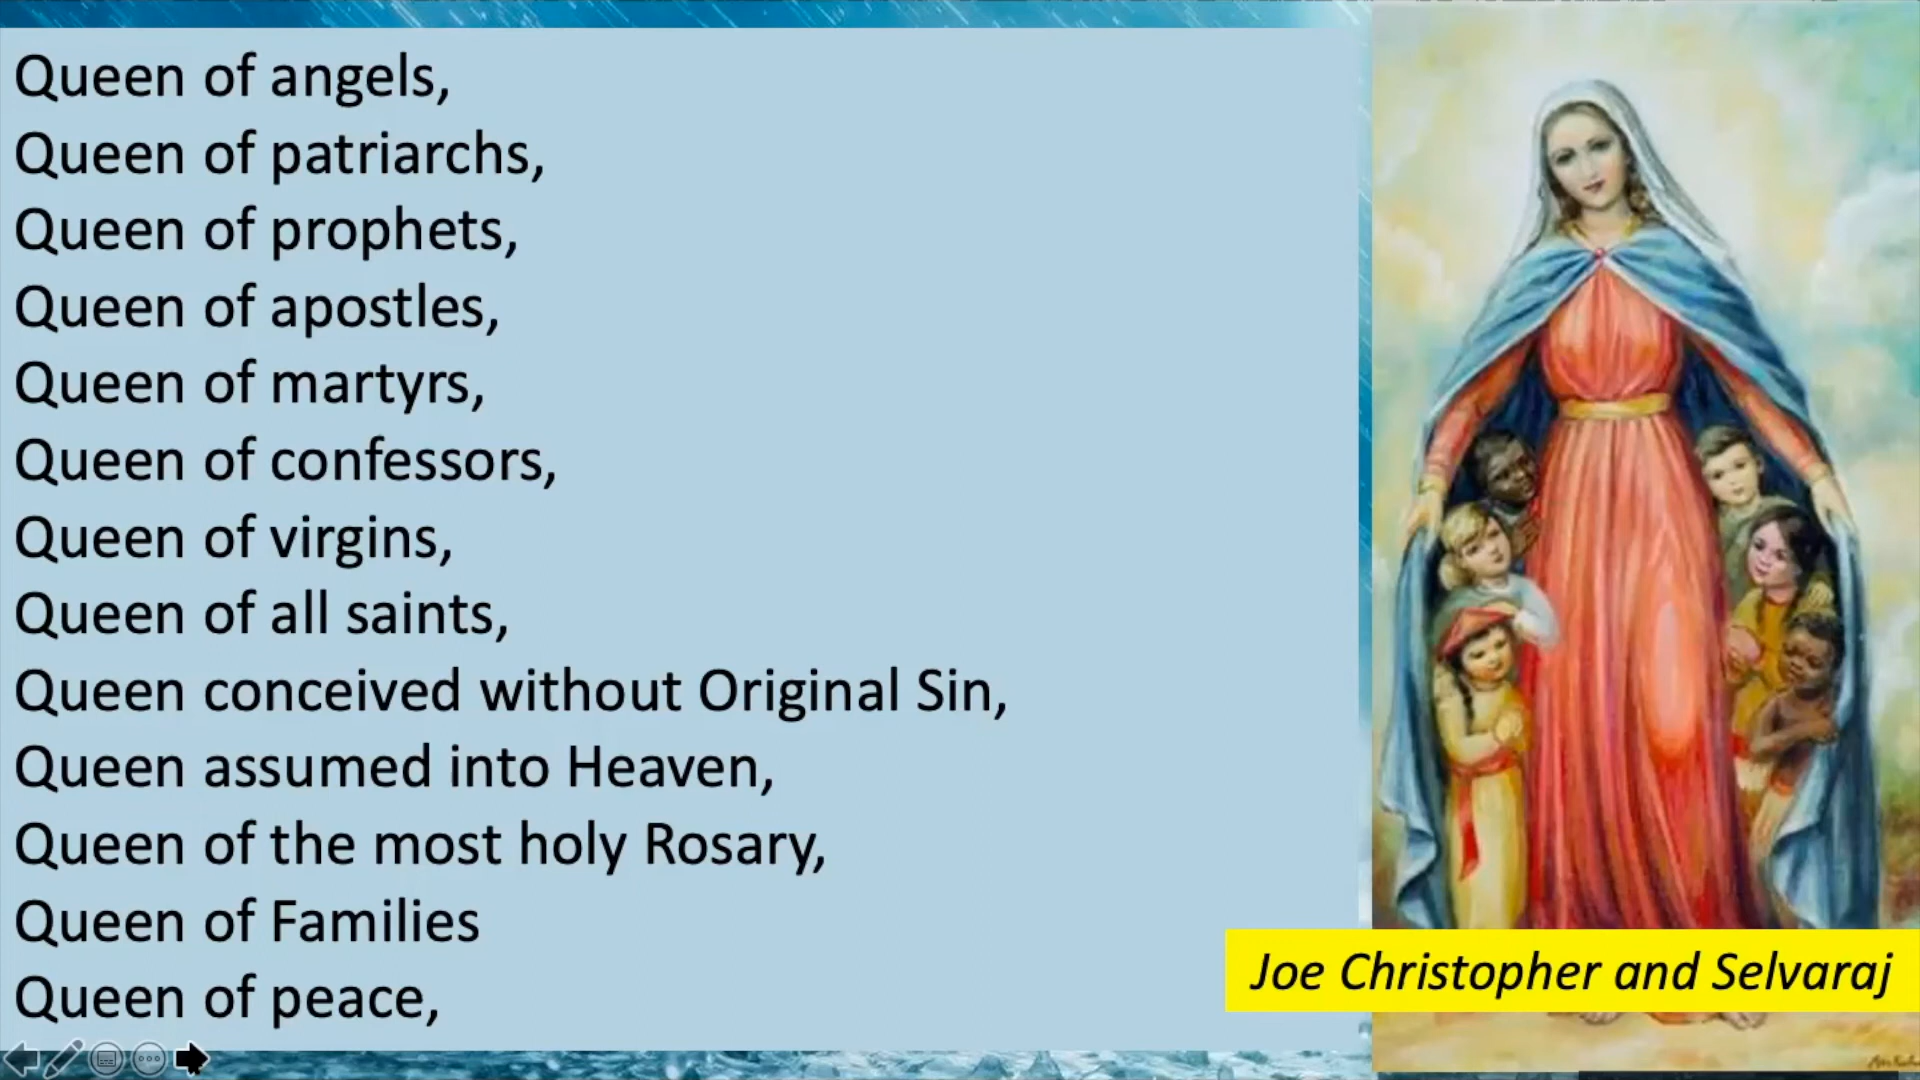 Queen of angels,
Queen of patriarchs,
Queen of prophets,
Queen of apostles,
Queen of martyrs,
Queen of confessors,
Queen of virgins,
Queen of all saints,
Queen conceived without Original Sin,
Queen assumed into Heaven,
Queen of the most holy Rosary,
Queen of Families
Queen of peace,
Joe Christopher and Selvaraj